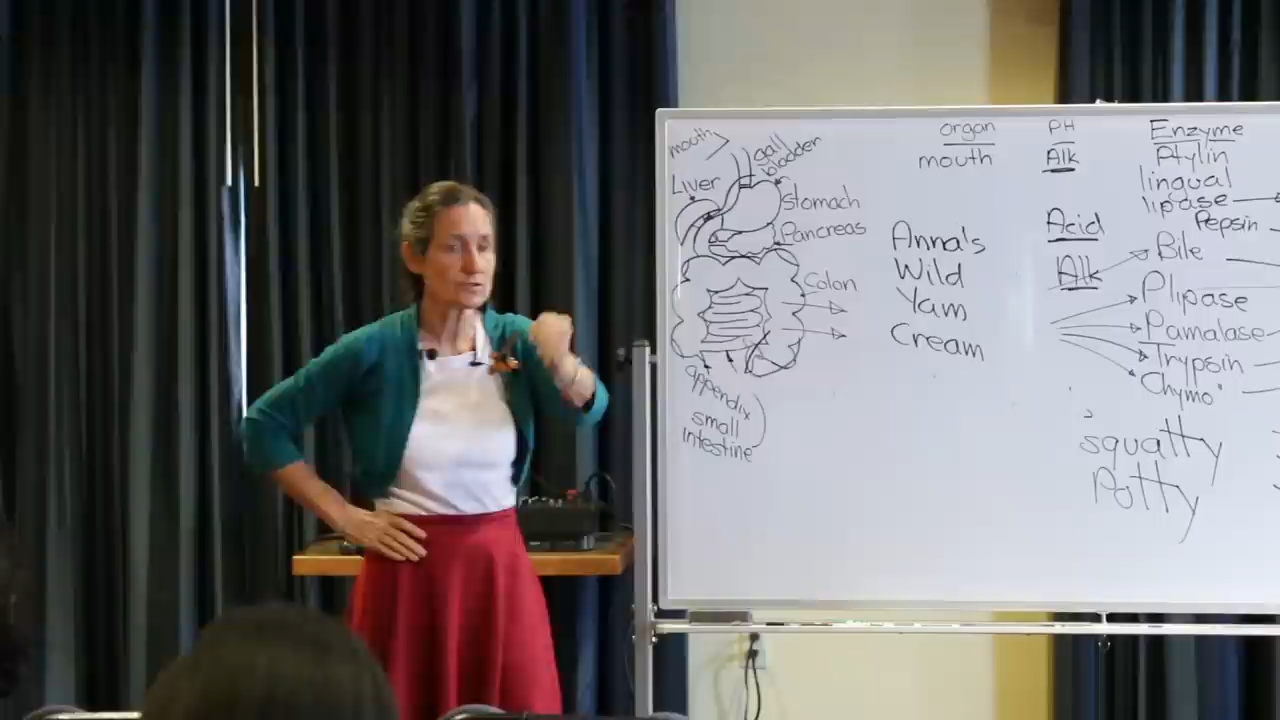 mouth
gall
bladder
Liver
Stomach
Pancreas
Colon
appendix
small
intestine
Anna's
Wild
Yam
Cream
organ PH Enzyme
mouth Alk Ptylin
lingual
lipase
Acid Pepsin
Alk Bile
Plipase
Pamalase
Trypsin
Chymo'
squatty
Potty